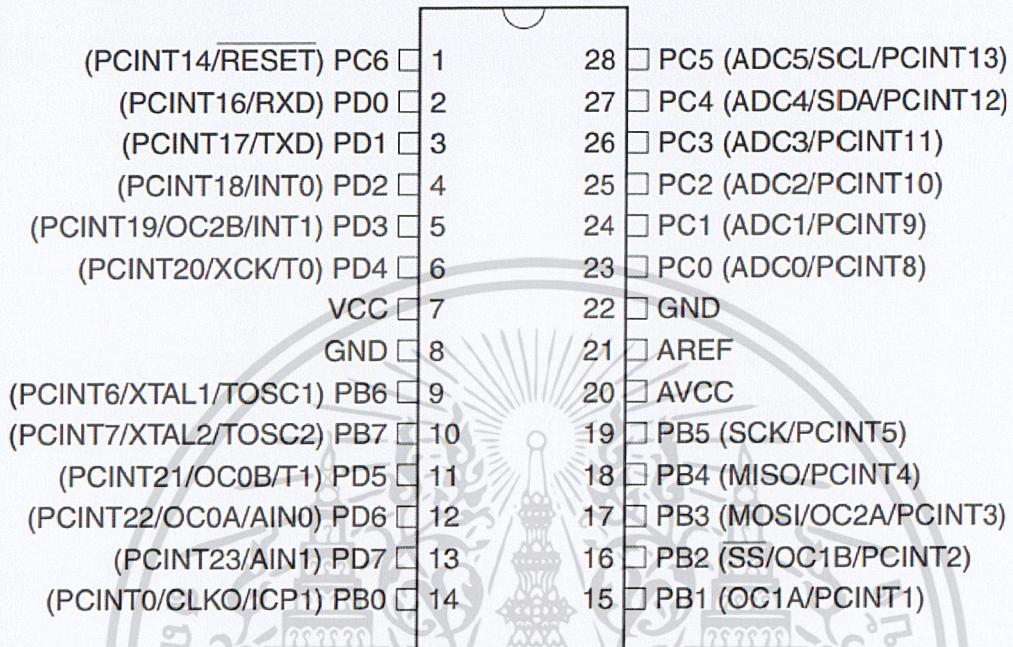 (PCINT14/RESET) PC6 1
(PCINT16/RXD) PD0 2
(PCINT17/TXD) PD1 3
(PCINT18/INT0) PD2 4
(PCINT19/OC2B/INT1) PD3 5
(PCINT20/XCK/T0) PD4 6
VCC 7
GND 8
(PCINT6/XTAL1/TOSC1) PB6 9
(PCINT7/XTAL2/TOSC2) PB7 10
(PCINT21/OC0B/T1) PD5 11
(PCINT22/OC0A/AIN0) PD6 12
(PCINT23/AIN1) PD7 13
(PCINT0/CLKO/ICP1) PB0 14
28 PC5 (ADC5/SCL/PCINT13)
27 PC4 (ADC4/SDA/PCINT12)
26 PC3 (ADC3/PCINT11)
25 PC2 (ADC2/PCINT10)
24 PC1 (ADC1/PCINT9)
23 PC0 (ADC0/PCINT8)
22 GND
21 AREF
20 AVCC
19 PB5 (SCK/PCINT5)
18 PB4 (MISO/PCINT4)
17 PB3 (MOSI/OC2A/PCINT3)
16 PB2 (SS/OC1B/PCINT2)
15 PB1 (OC1A/PCINT1)